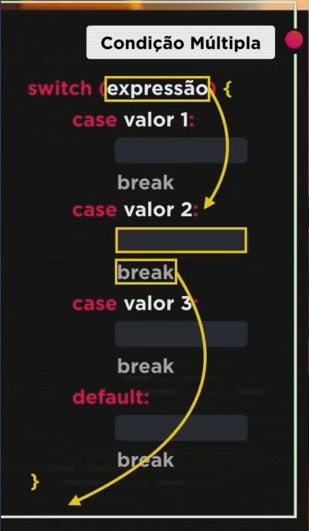 Condição Múltipla
switch (expressão) {
case valor 1:
break
case valor 2:
break
case valor 3:
break
default:
break
}